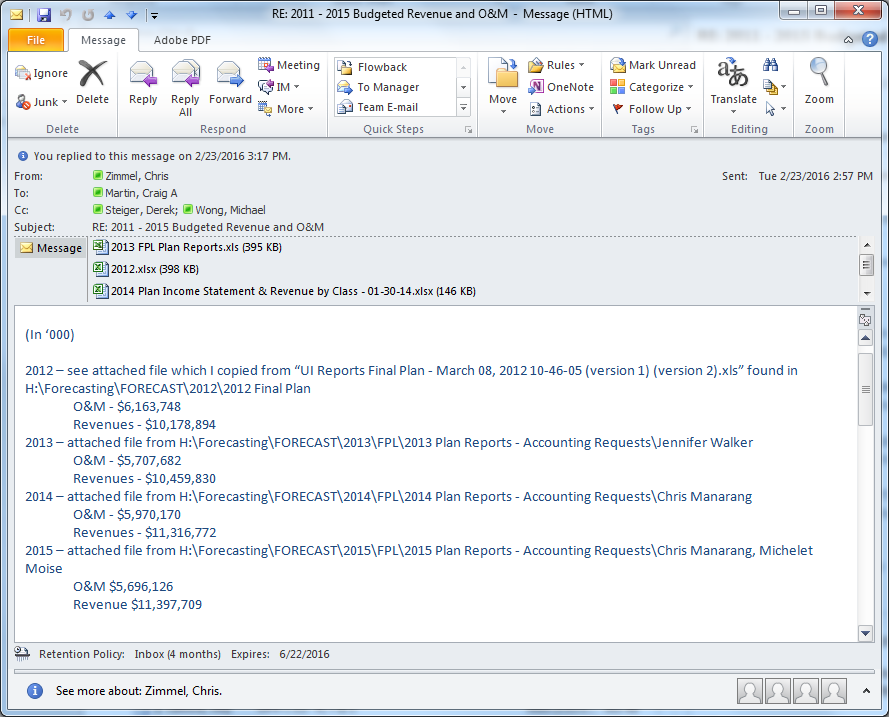 RE: 2011 - 2015 Budgeted Revenue and O&M - Message (HTML)
File Message Adobe PDF
Ignore
Junk
Delete
Delete
Reply
Reply All
Forward
Meeting
IM
More
Respond
Flowback
To Manager
Team E-mail
Quick Steps
Move
Rules
OneNote
Actions
Move
Mark Unread
Categorize
Follow Up
Tags
Translate
Editing
Zoom
Zoom
You replied to this message on 2/23/2016 3:17 PM.
From: Zimmel, Chris Sent: Tue 2/23/2016 2:57 PM
To: Martin, Craig A
Cc: Steiger, Derek; Wong, Michael
Subject: RE: 2011 - 2015 Budgeted Revenue and O&M
Message 2013 FPL Plan Reports.xls (395 KB)
2012.xlsx (398 KB)
2014 Plan Income Statement & Revenue by Class - 01-30-14.xlsx (146 KB)
(In ‘000)
2012 – see attached file which I copied from “UI Reports Final Plan - March 08, 2012 10-46-05 (version 1) (version 2).xls” found in
H:\Forecasting\FORECAST\2012\2012 Final Plan
O&M - $6,163,748
Revenues - $10,178,894
2013 – attached file from H:\Forecasting\FORECAST\2013\FPL\2013 Plan Reports - Accounting Requests\Jennifer Walker
O&M - $5,707,682
Revenues - $10,459,830
2014 – attached file from H:\Forecasting\FORECAST\2014\FPL\2014 Plan Reports - Accounting Requests\Chris Manarang
O&M - $5,970,170
Revenues - $11,316,772
2015 – attached file from H:\Forecasting\FORECAST\2015\FPL\2015 Plan Reports - Accounting Requests\Chris Manarang, Michelet
Moise
O&M $5,696,126
Revenue $11,397,709
Retention Policy: Inbox (4 months) Expires: 6/22/2016
See more about: Zimmel, Chris.